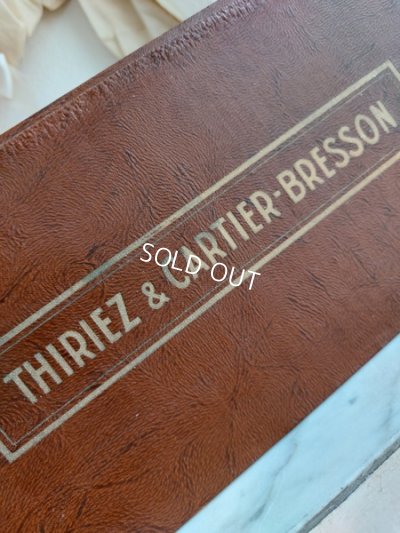 THIRIEZ & CARTIER-BRESSON
SOLD OUT